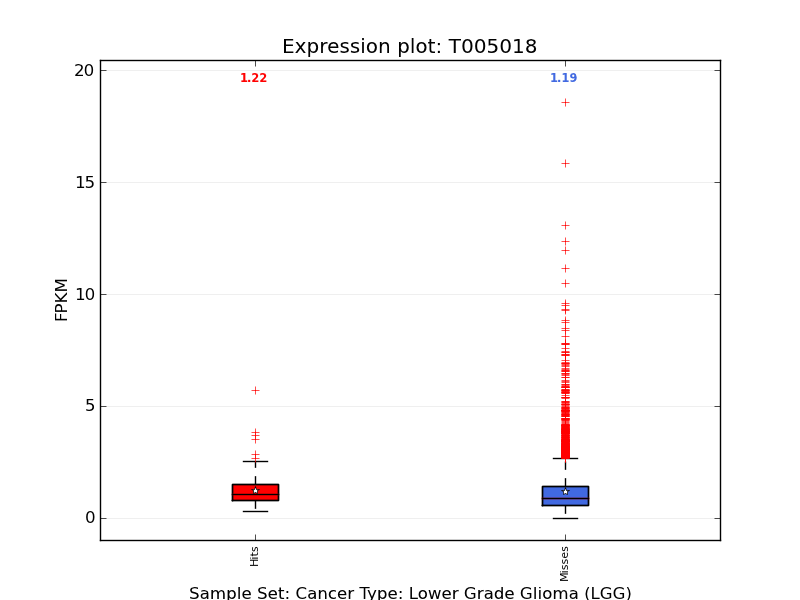 Expression plot: T005018
1.22
1.19
20
15
10
5
0
FPKM
Hits
Misses
Sample Set: Cancer Type: Lower Grade Glioma (LGG)